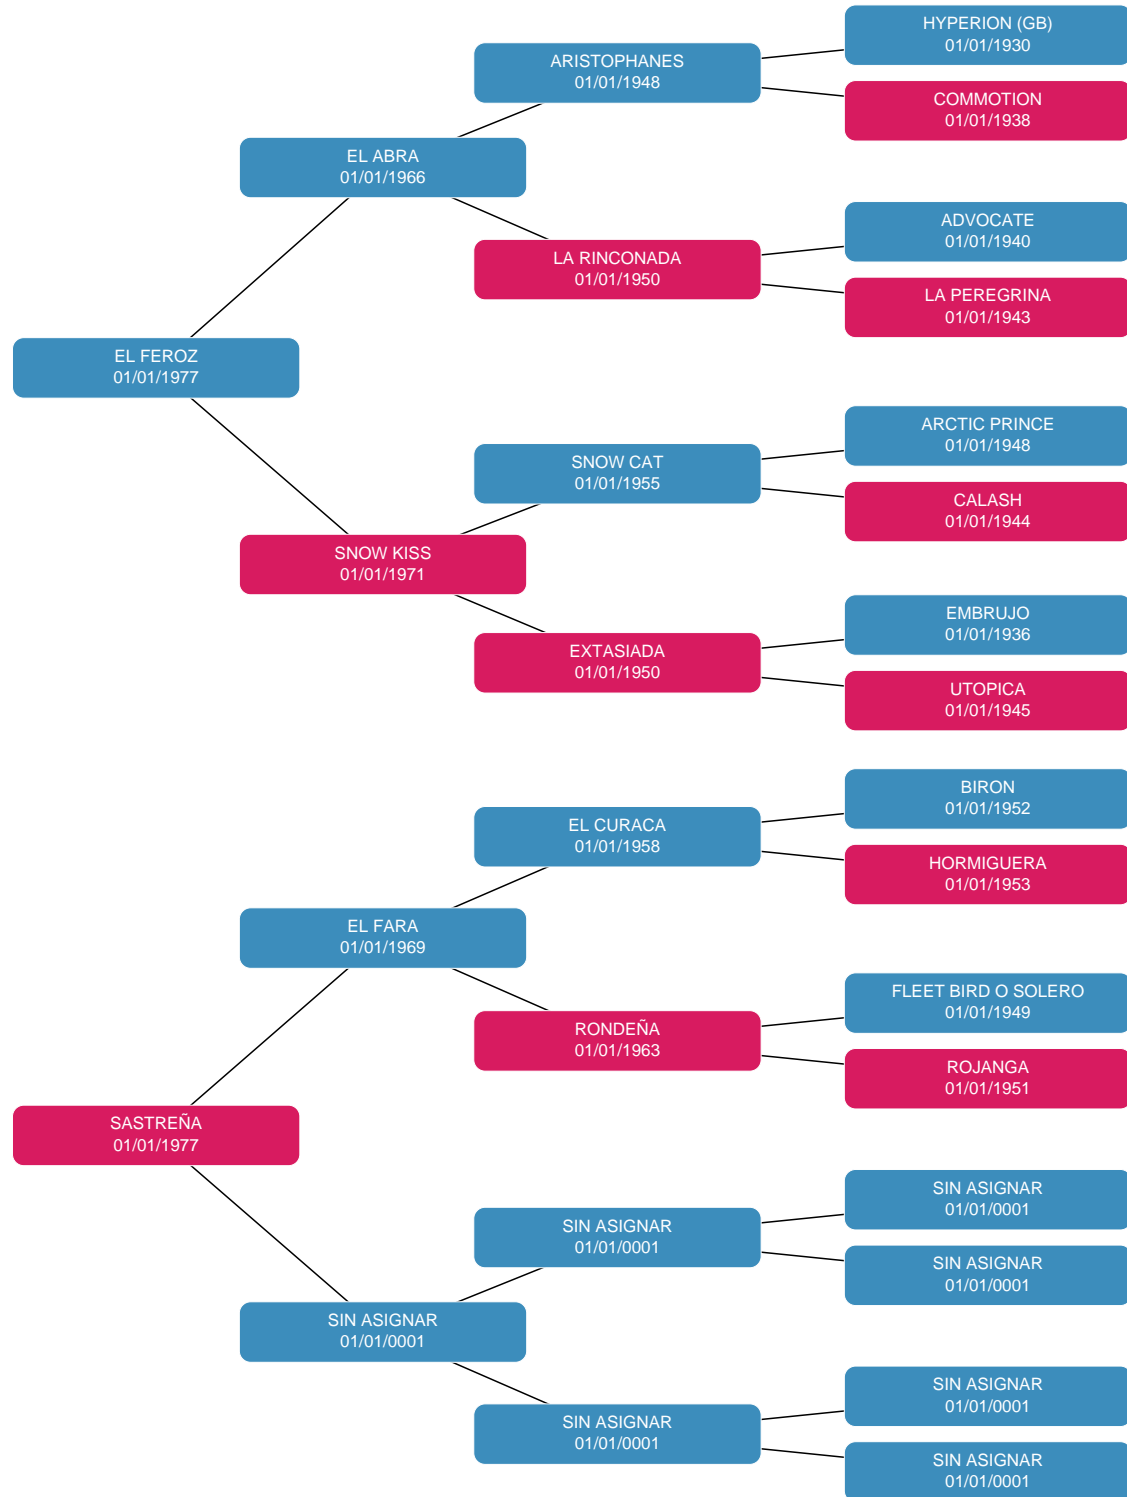 HYPERION (GB)
01/01/1930
ARISTOPHANES
01/01/1948
COMMOTION
01/01/1938
EL ABRA
01/01/1966
ADVOCATE
01/01/1940
LA RINCONADA
01/01/1950
LA PEREGRINA
01/01/1943
EL FEROZ
01/01/1977
ARCTIC PRINCE
01/01/1948
SNOW CAT
01/01/1955
CALASH
01/01/1944
SNOW KISS
01/01/1971
EMBRUJO
01/01/1936
EXTASIADA
01/01/1950
UTOPICA
01/01/1945
BIRON
01/01/1952
EL CURACA
01/01/1958
HORMIGUERA
01/01/1953
EL FARA
01/01/1969
FLEET BIRD O SOLERO
01/01/1949
RONDEÑA
01/01/1963
ROJANGA
01/01/1951
SASTREÑA
01/01/1977
SIN ASIGNAR
01/01/0001
SIN ASIGNAR
01/01/0001
SIN ASIGNAR
01/01/0001
SIN ASIGNAR
01/01/0001
SIN ASIGNAR
01/01/0001
SIN ASIGNAR
01/01/0001
SIN ASIGNAR
01/01/0001